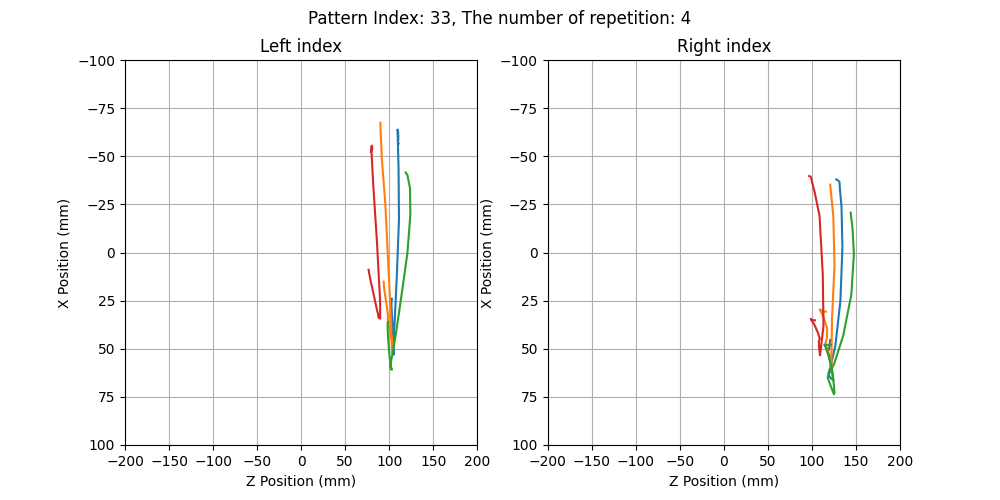 Pattern Index: 33, The number of repetition: 4
Left index
Right index
−100
−75
−50
−25
0
25
50
75
100
X Position (mm)
−200 −150 −100 −50 0 50 100 150 200
Z Position (mm)
−100
−75
−50
−25
0
25
50
75
100
X Position (mm)
−200 −150 −100 −50 0 50 100 150 200
Z Position (mm)